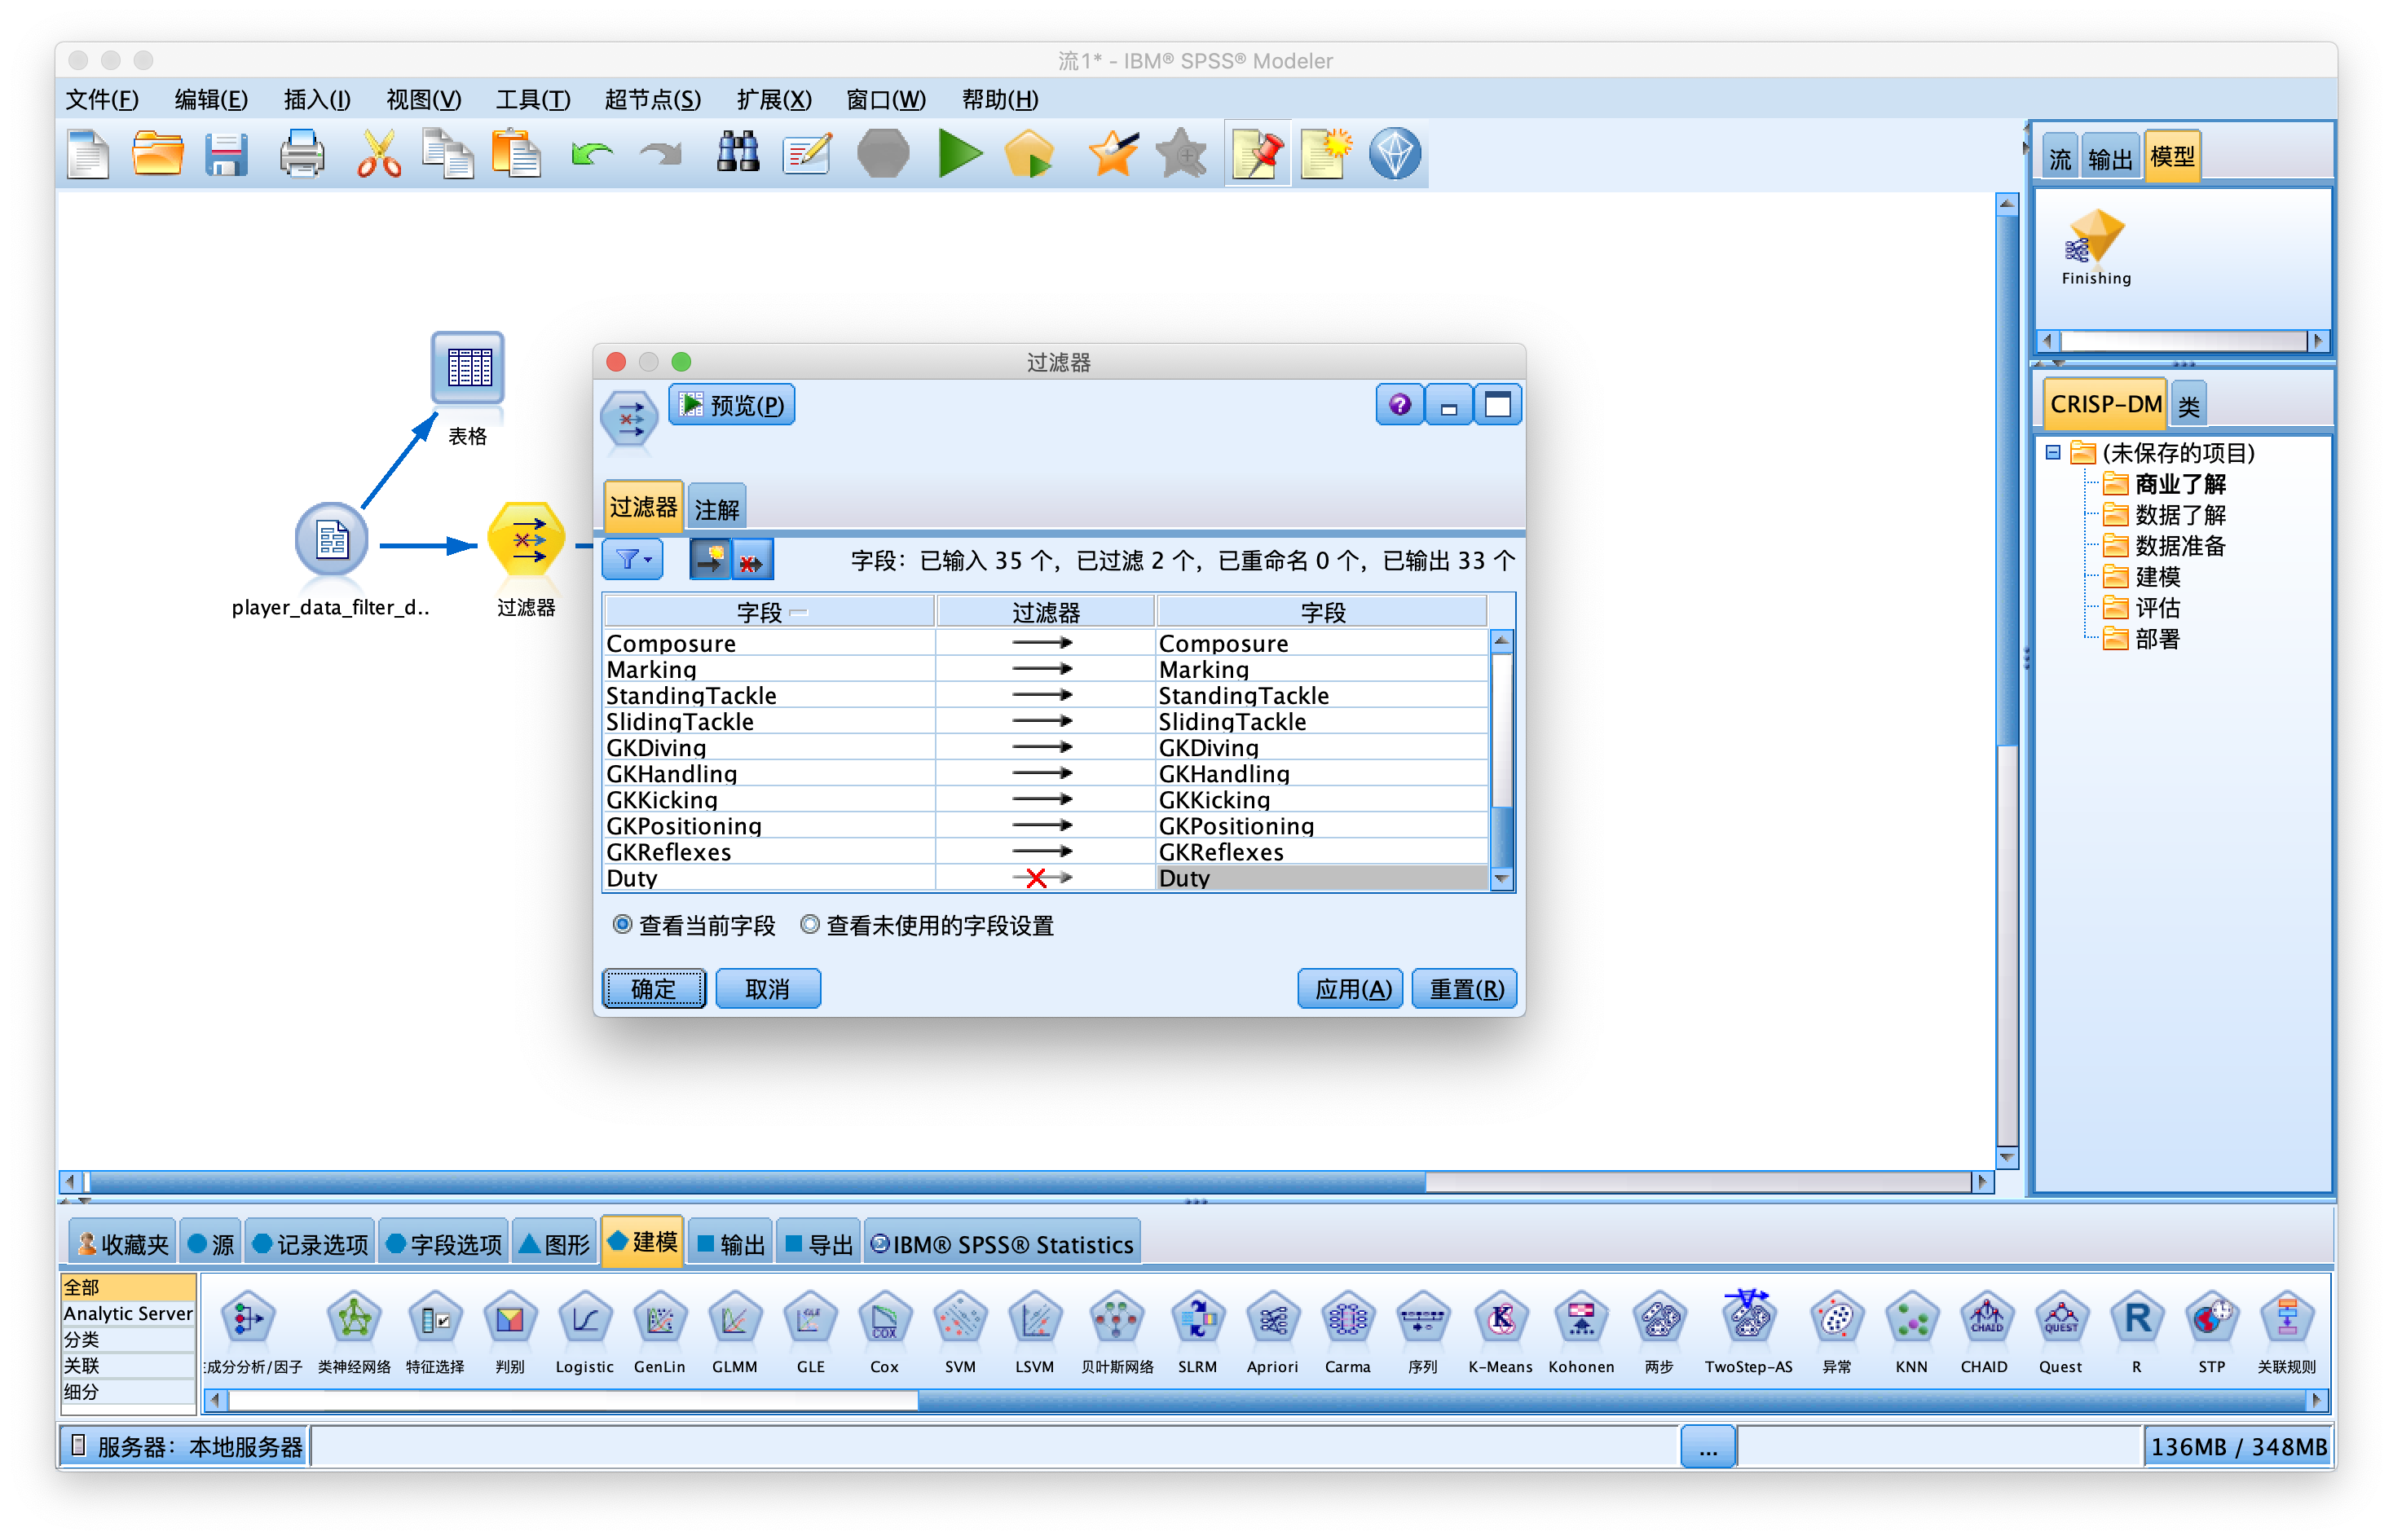 流1* - IBM® SPSS® Modeler
文件(F) 编辑(E) 插入(I) 视图(V) 工具(T) 超节点(S) 扩展(X) 窗口(W) 帮助(H)
流 输出 模型
Finishing
表格
player_data_filter_d..
过滤器
过滤器
预览(P)
?
过滤器 注解
字段：已输入 35 个，已过滤 2 个，已重命名 0 个，已输出 33 个
字段 过滤器 字段
Composure Composure
Marking Marking
StandingTackle StandingTackle
SlidingTackle SlidingTackle
GKDiving GKDiving
GKHandling GKHandling
GKKicking GKKicking
GKPositioning GKPositioning
GKReflexes GKReflexes
Duty Duty
查看当前字段 查看未使用的字段设置
确定 取消 应用(A) 重置(R)
CRISP-DM 类
(未保存的项目)
商业了解
数据了解
数据准备
建模
评估
部署
收藏夹 源 记录选项 字段选项 图形 建模 输出 导出 IBM® SPSS® Statistics
全部
Analytic Server
分类
关联
细分
成分分析/因子 类神经网络 特征选择 判别 Logistic GenLin GLMM GLE Cox SVM LSVM 贝叶斯网络 SLRM Apriori Carma 序列 K-Means Kohonen 两步 TwoStep-AS 异常 KNN CHAID Quest R STP 关联规则
服务器：本地服务器
...
136MB / 348MB